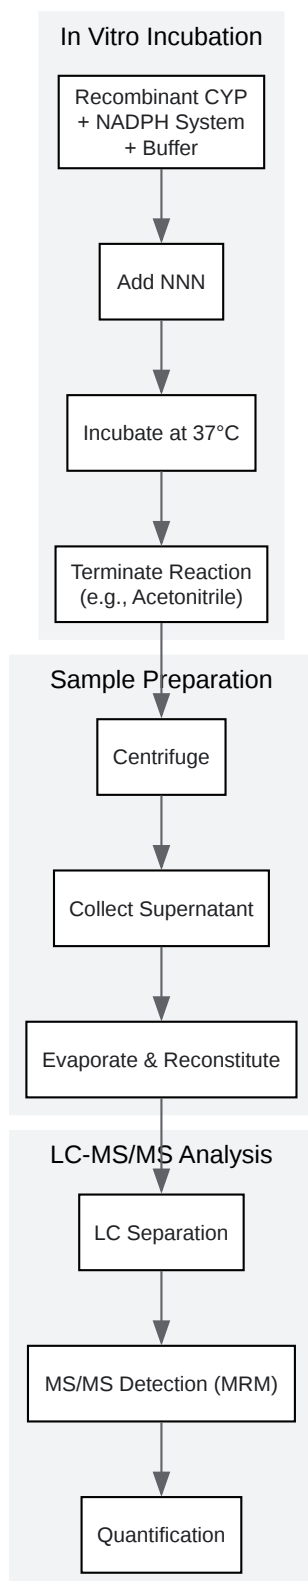 In Vitro Incubation
Recombinant CYP
+ NADPH System
+ Buffer
Add NNN
Incubate at 37°C
Terminate Reaction
(e.g., Acetonitrile)
Sample Preparation
Centrifuge
Collect Supernatant
Evaporate & Reconstitute
LC-MS/MS Analysis
LC Separation
MS/MS Detection (MRM)
Quantification